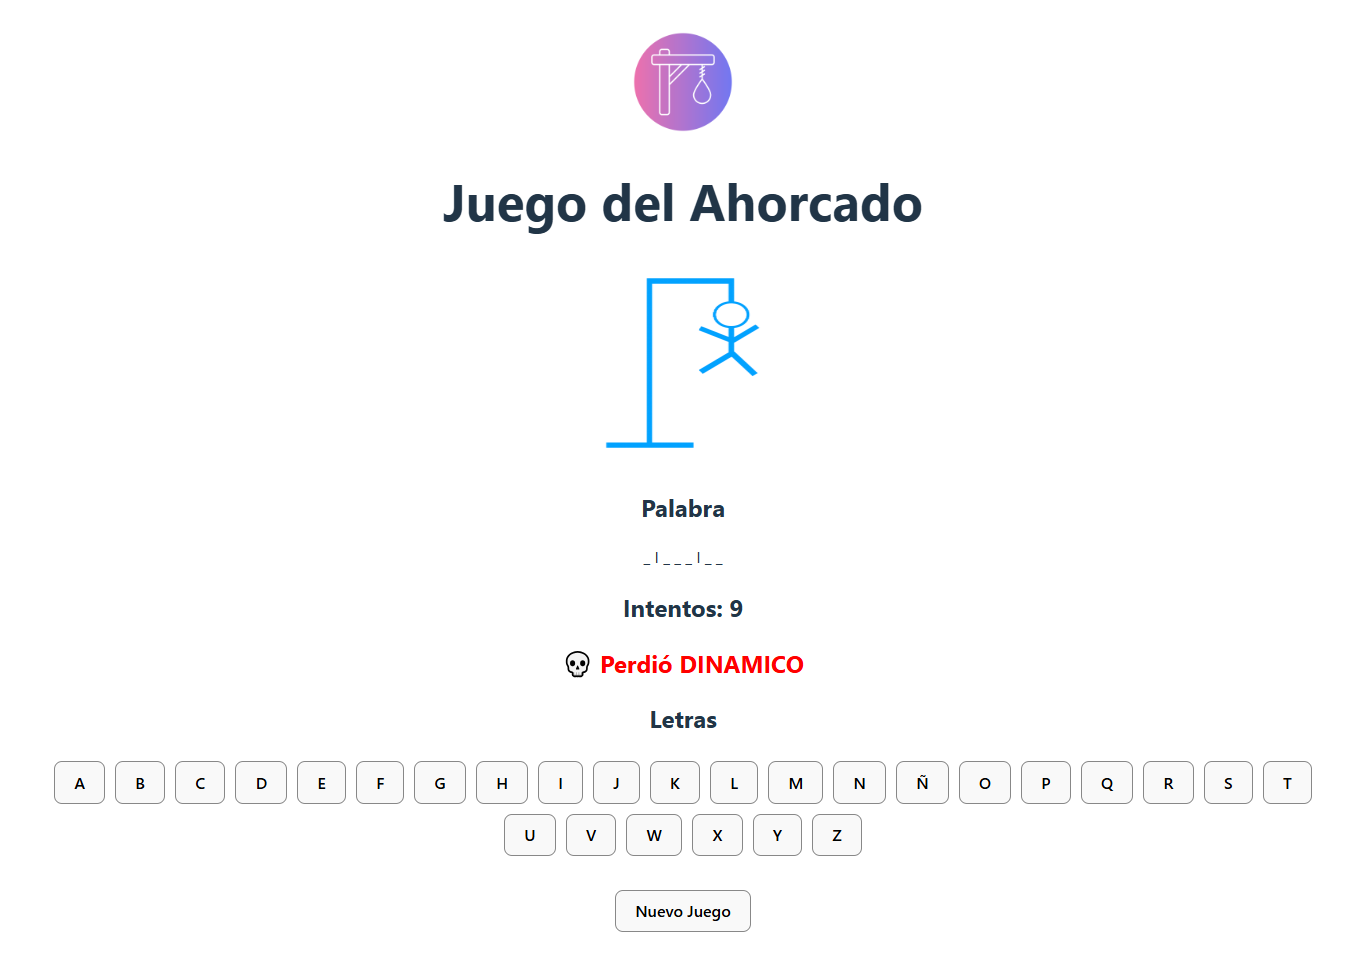 Juego del Ahorcado
Palabra
_ I _ _ _ I _ _
Intentos: 9
💀 Perdió DINAMICO
Letras
A B C D E F G H I J K L M N Ñ O P Q R S T
U V W X Y Z
Nuevo Juego